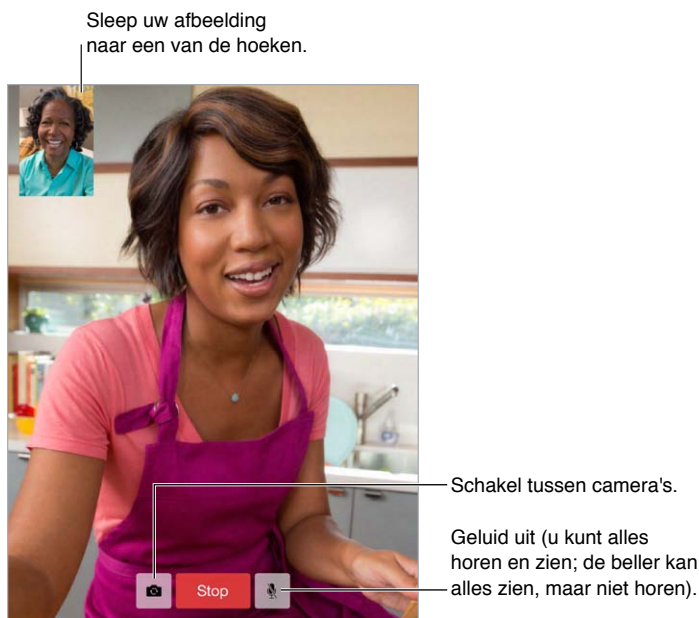 Sleep uw afbeelding
naar een van de hoeken.
Schakel tussen camera's.
Geluid uit (u kunt alles
horen en zien; de beller kan
alles zien, maar niet horen).
Stop